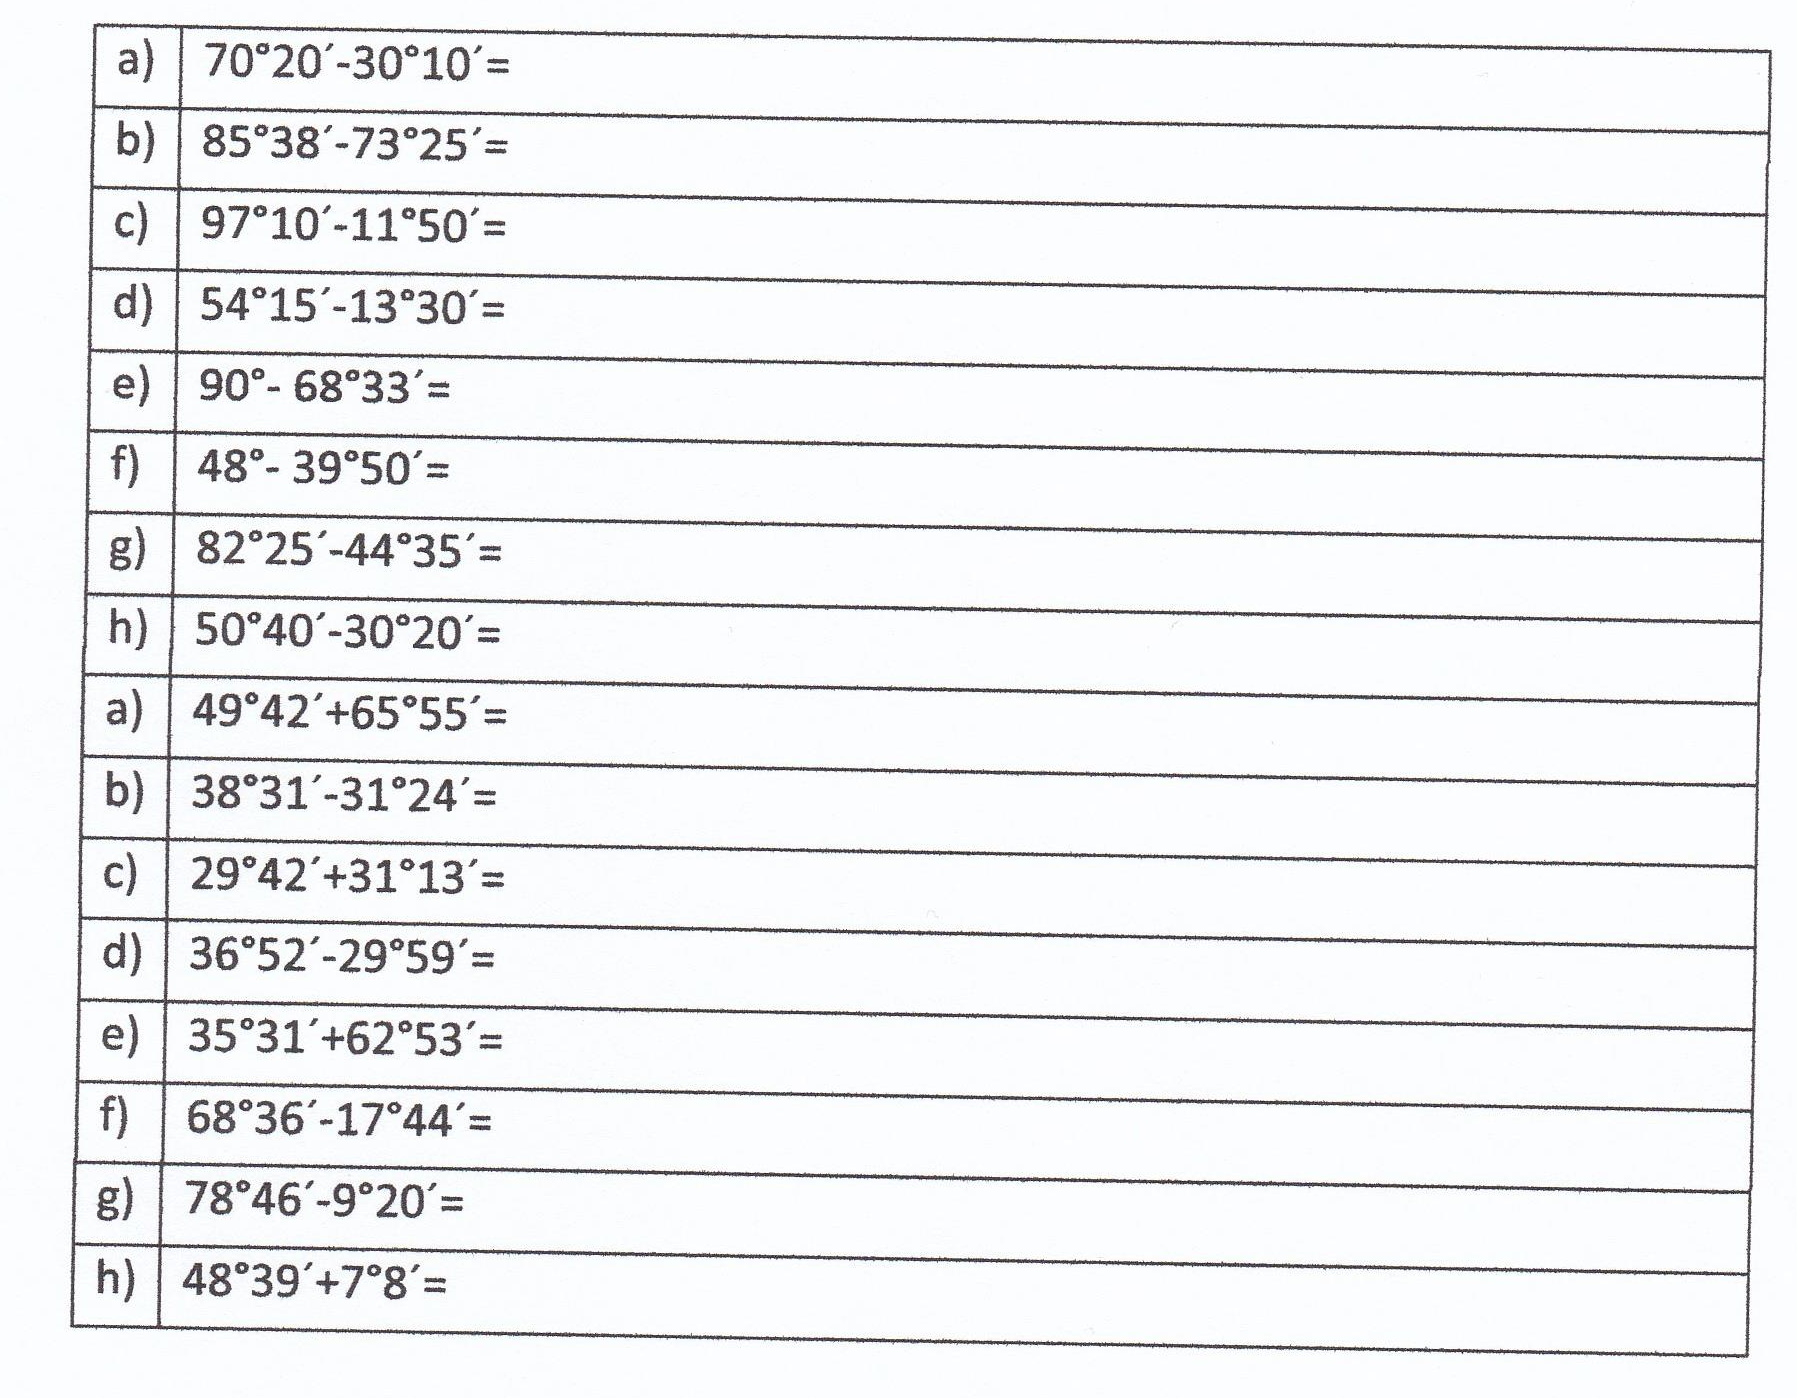 a) 70°20´-30°10´=
b) 85°38´-73°25´=
c) 97°10´-11°50´=
d) 54°15´-13°30´=
e) 90°- 68°33´=
f) 48°- 39°50´=
g) 82°25´-44°35´=
h) 50°40´-30°20´=
a) 49°42´+65°55´=
b) 38°31´-31°24´=
c) 29°42´+31°13´=
d) 36°52´-29°59´=
e) 35°31´+62°53´=
f) 68°36´-17°44´=
g) 78°46´-9°20´=
h) 48°39´+7°8´=